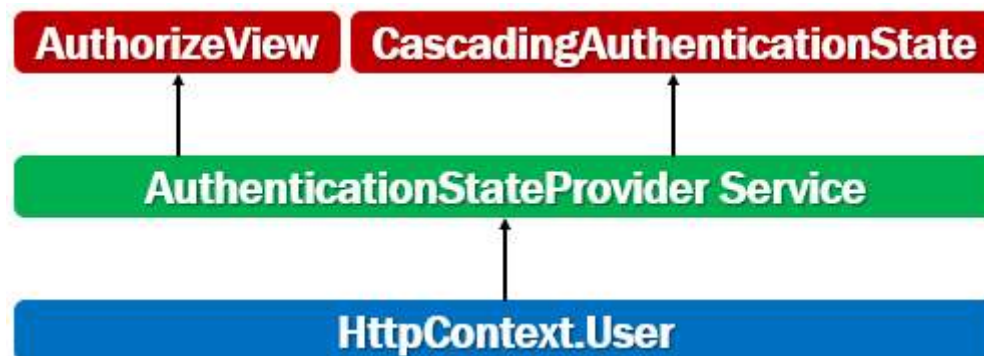 AuthorizeView
CascadingAuthenticationState
AuthenticationStateProvider Service
HttpContext.User